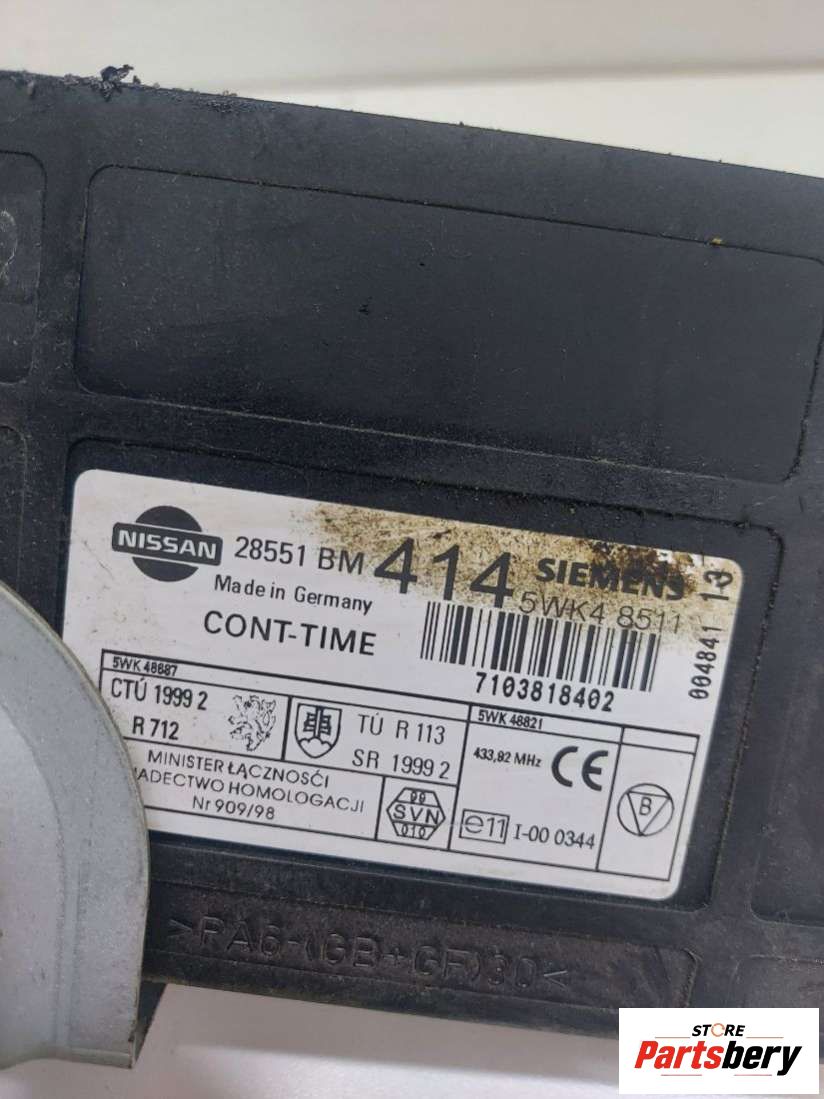 NISSAN 28551 BM 414 SIEMENS
Made in Germany 5WK4 8511
CONT-TIME
7103818402
004841 13
5WK 48687
CTÚ 1999 2
R 712
TÚ R 113
SR 1999 2
5WK 48821
433,92 MHz CE
B
MINISTER ŁĄCZNOŚCI
ADECTWO HOMOLOGACJI
Nr 909/98
99
SVN
010
e11 I-00 0344
>PA6-(GB+GF)30<
STORE
Partsbery